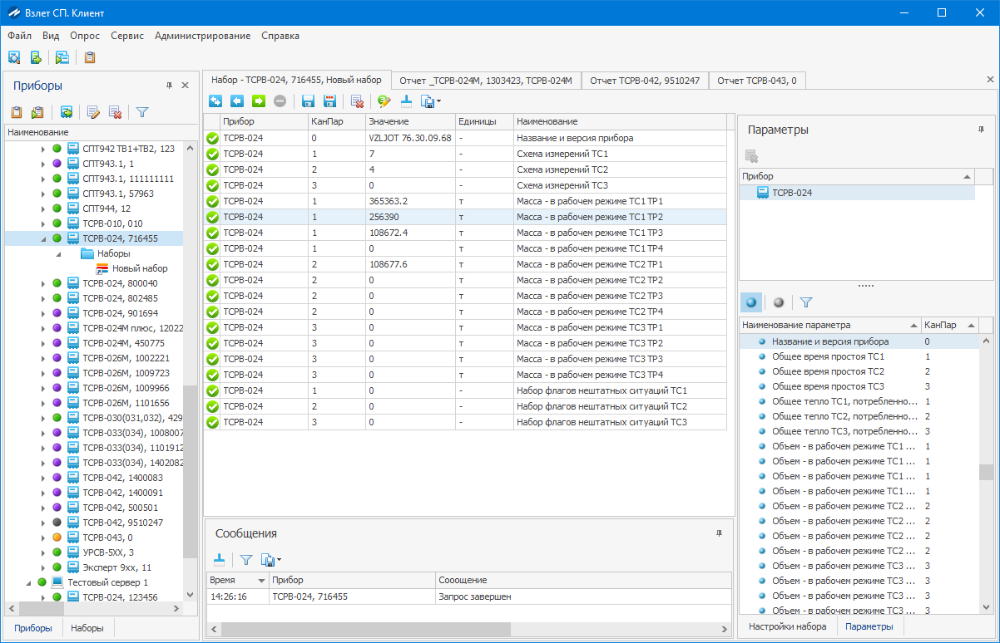 Взлет СП. Клиент
Файл Вид Опрос Сервис Администрирование Справка
Приборы
Наименование
СПТ942 ТВ1+ТВ2, 123
СПТ943.1, 1
СПТ943.1, 111111111
СПТ943.1, 57963
СПТ944, 12
ТСРВ-010, 010
ТСРВ-024, 716455
Наборы
Новый набор
ТСРВ-024, 800040
ТСРВ-024, 802485
ТСРВ-024, 901694
ТСРВ-024М плюс, 12022
ТСРВ-024М, 450775
ТСРВ-026М, 1002221
ТСРВ-026М, 1009723
ТСРВ-026М, 1009966
ТСРВ-026М, 1101656
ТСРВ-030(031,032), 429
ТСРВ-033(034), 1008007
ТСРВ-033(034), 1101912
ТСРВ-033(034), 1402082
ТСРВ-042, 1400083
ТСРВ-042, 1400091
ТСРВ-042, 500501
ТСРВ-042, 9510247
ТСРВ-043, 0
УРСВ-5ХХ, 3
Эксперт 9хх, 11
Тестовый сервер 1
ТСРВ-024, 123456
Приборы Наборы
Набор - ТСРВ-024, 716455, Новый набор
Отчет _ТСРВ-024М, 1303423, ТСРВ-024М
Отчет ТСРВ-042, 9510247
Отчет ТСРВ-043, 0
Прибор КанПар Значение Единицы Наименование
ТСРВ-024 0 VZLJOT 76.30.09.68 - Название и версия прибора
ТСРВ-024 1 7 - Схема измерений ТС1
ТСРВ-024 2 4 - Схема измерений ТС2
ТСРВ-024 3 0 - Схема измерений ТС3
ТСРВ-024 1 365363.2 т Масса - в рабочем режиме ТС1 ТР1
ТСРВ-024 1 256390 т Масса - в рабочем режиме ТС1 ТР2
ТСРВ-024 1 108672.4 т Масса - в рабочем режиме ТС1 ТР3
ТСРВ-024 1 0 т Масса - в рабочем режиме ТС1 ТР4
ТСРВ-024 2 108677.6 т Масса - в рабочем режиме ТС2 ТР1
ТСРВ-024 2 0 т Масса - в рабочем режиме ТС2 ТР2
ТСРВ-024 2 0 т Масса - в рабочем режиме ТС2 ТР3
ТСРВ-024 2 0 т Масса - в рабочем режиме ТС2 ТР4
ТСРВ-024 3 0 т Масса - в рабочем режиме ТС3 ТР1
ТСРВ-024 3 0 т Масса - в рабочем режиме ТС3 ТР2
ТСРВ-024 3 0 т Масса - в рабочем режиме ТС3 ТР3
ТСРВ-024 3 0 т Масса - в рабочем режиме ТС3 ТР4
ТСРВ-024 1 0 - Набор флагов нештатных ситуаций ТС1
ТСРВ-024 2 0 - Набор флагов нештатных ситуаций ТС2
ТСРВ-024 3 0 - Набор флагов нештатных ситуаций ТС3
Сообщения
Время Прибор Сооощение
14:26:16 ТСРВ-024, 716455 Запрос завершен
Параметры
Прибор
ТСРВ-024
Наименование параметра КанПар
Название и версия прибора 0
Общее время простоя ТС1 1
Общее время простоя ТС2 2
Общее время простоя ТС3 3
Общее тепло ТС1, потребленно... 1
Общее тепло ТС2, потребленно... 2
Общее тепло ТС3, потребленно... 3
Объем - в рабочем режиме ТС1 ... 1
Объем - в рабочем режиме ТС1 ... 1
Объем - в рабочем режиме ТС1 ... 1
Объем - в рабочем режиме ТС1 ... 1
Объем - в рабочем режиме ТС2 ... 2
Объем - в рабочем режиме ТС2 ... 2
Объем - в рабочем режиме ТС2 ... 2
Объем - в рабочем режиме ТС2 ... 2
Объем - в рабочем режиме ТС3 ... 3
Объем - в рабочем режиме ТС3 ... 3
Объем - в рабочем режиме ТС3 ... 3
Объем - в рабочем режиме ТС3 ... 3
Настройки набора Параметры